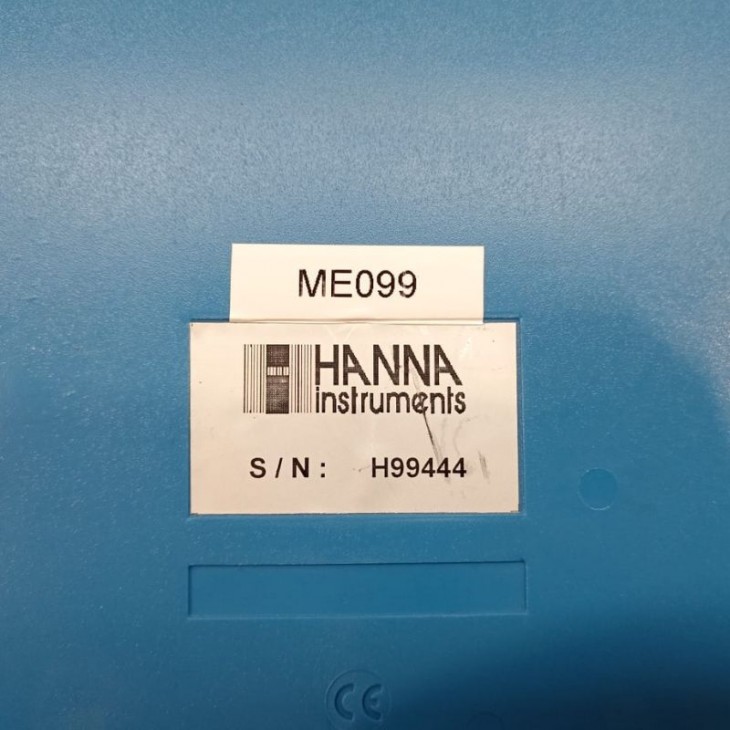 ME099
HANNA
instruments
S/N: H99444
CE